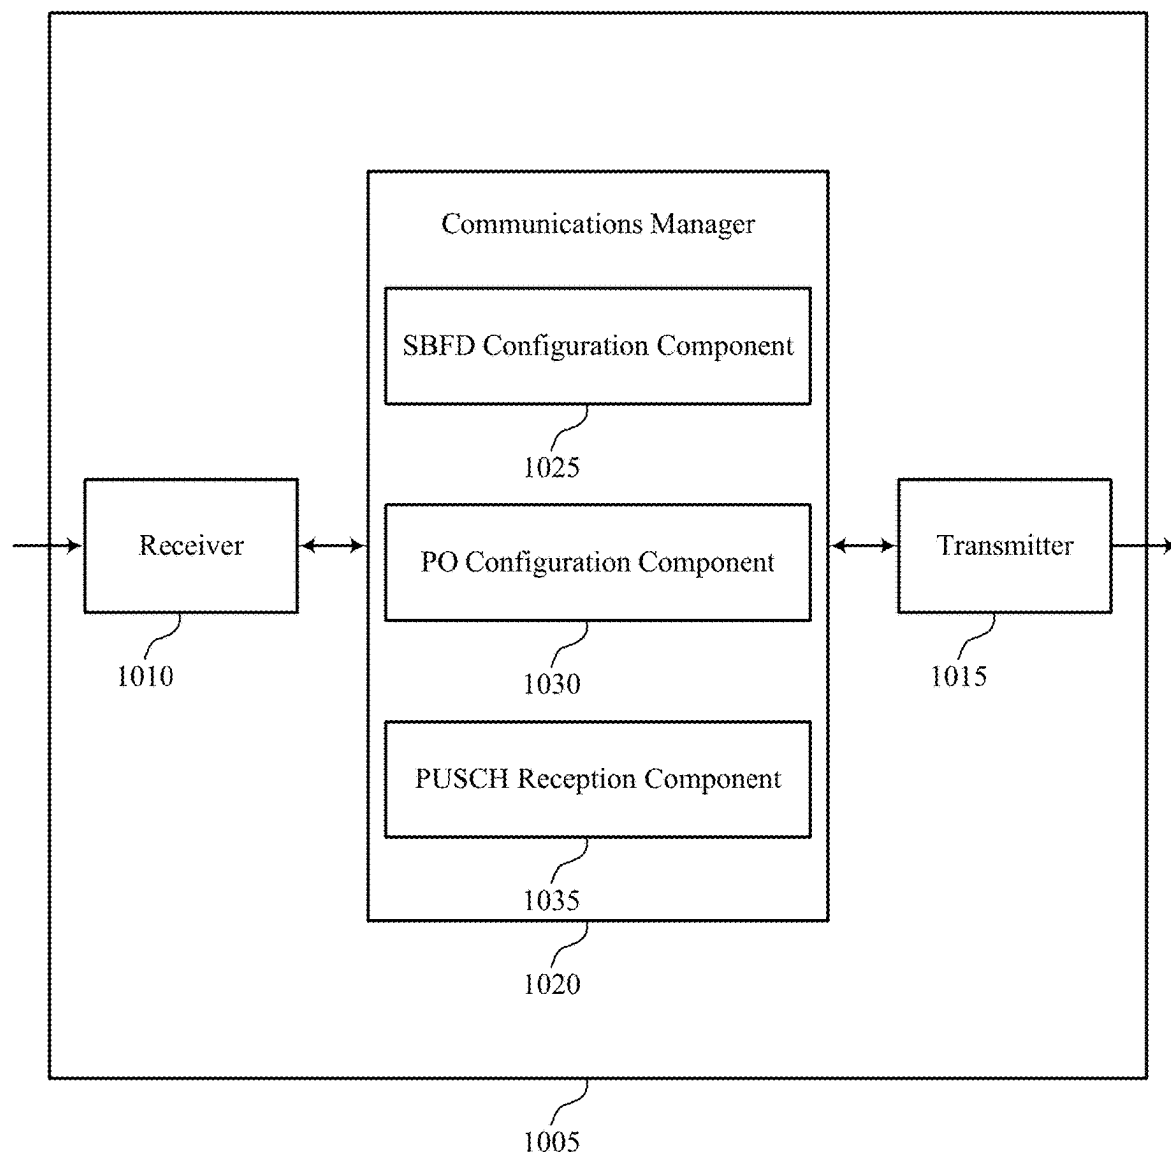 Communications Manager
SBFD Configuration Component
1025
Receiver
1010
PO Configuration Component
1030
Transmitter
1015
PUSCH Reception Component
1035
1020
1005